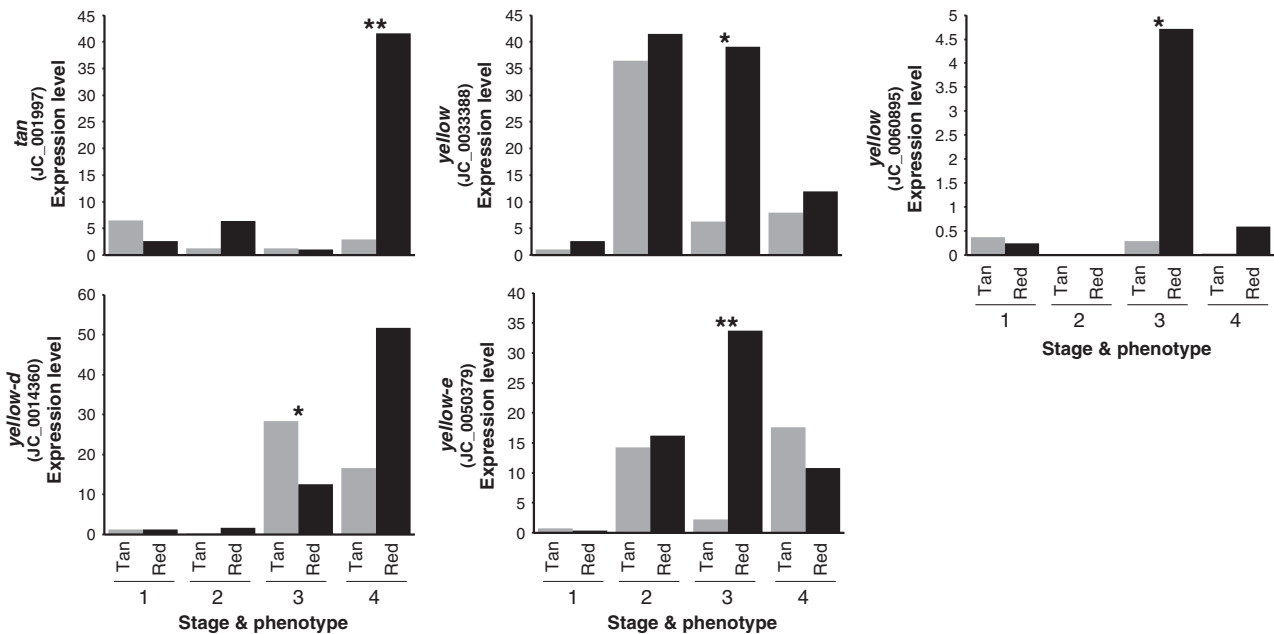 tan
(JC_001997)
Expression level
45
40
35
30
25
20
15
10
5
0
**
yellow
(JC_0033388)
Expression level
45
40
35
30
25
20
15
10
5
0
*
yellow
(JC_0060895)
Expression level
5
4.5
4
3.5
3
2.5
2
1.5
1
0.5
0
*
Tan Red Tan Red Tan Red Tan Red
1 2 3 4
Stage & phenotype
yellow-d
(JC_0014360)
Expression level
60
50
40
30
20
10
0
*
Tan Red Tan Red Tan Red Tan Red
1 2 3 4
Stage & phenotype
yellow-e
(JC_0050379)
Expression level
40
35
30
25
20
15
10
5
0
**
Tan Red Tan Red Tan Red Tan Red
1 2 3 4
Stage & phenotype